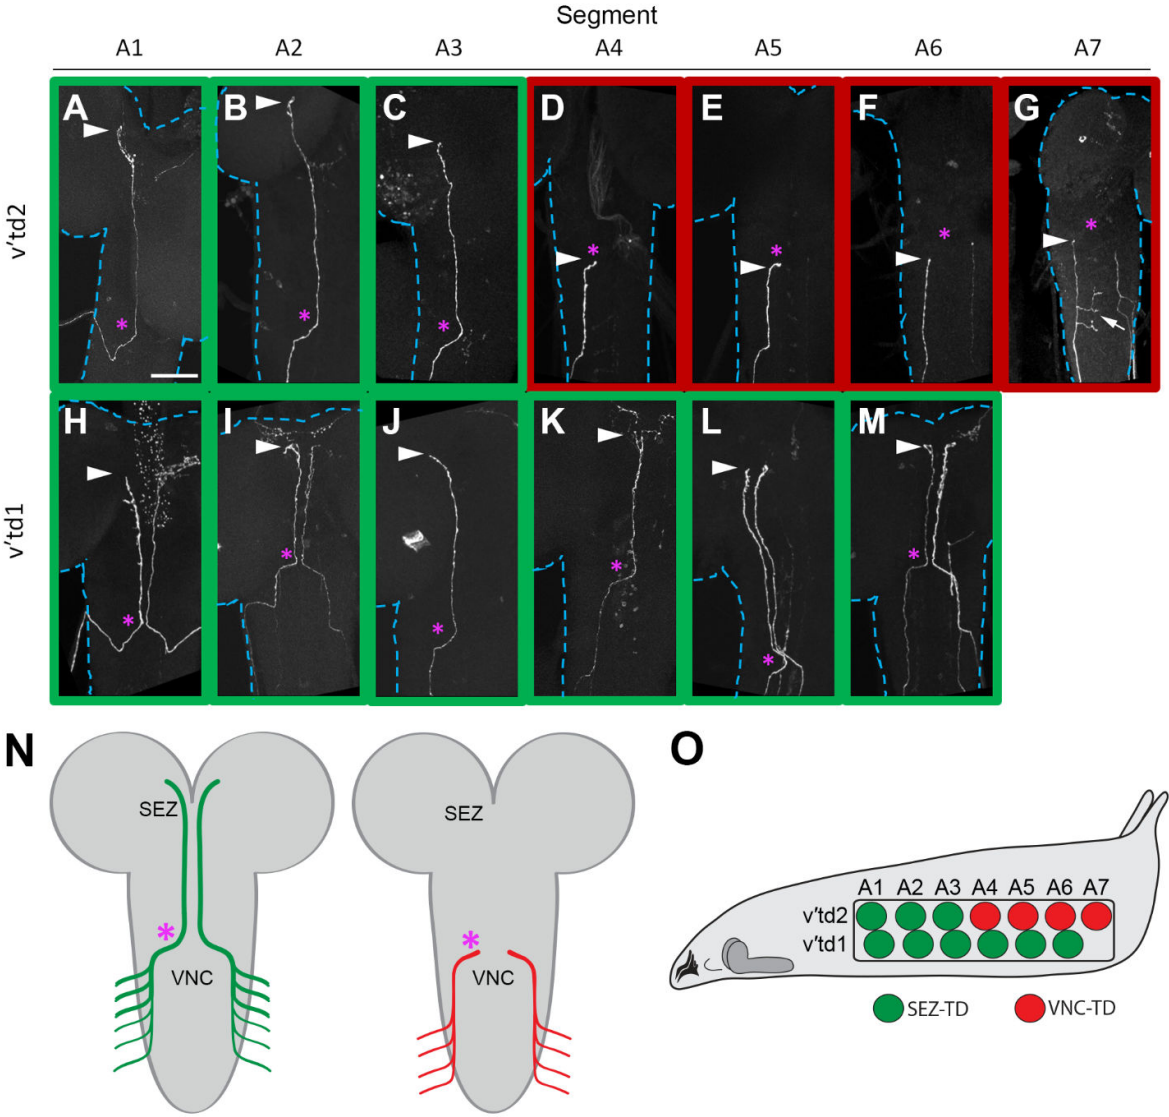 Segment
A1 A2 A3 A4 A5 A6 A7
v'td2
A B C D E F G
* * * * * * *
v'td1
H I J K L M
* * * * * *
N O
SEZ SEZ
A1 A2 A3 A4 A5 A6 A7
v'td2
v'td1
* *
VNC VNC
SEZ-TD VNC-TD